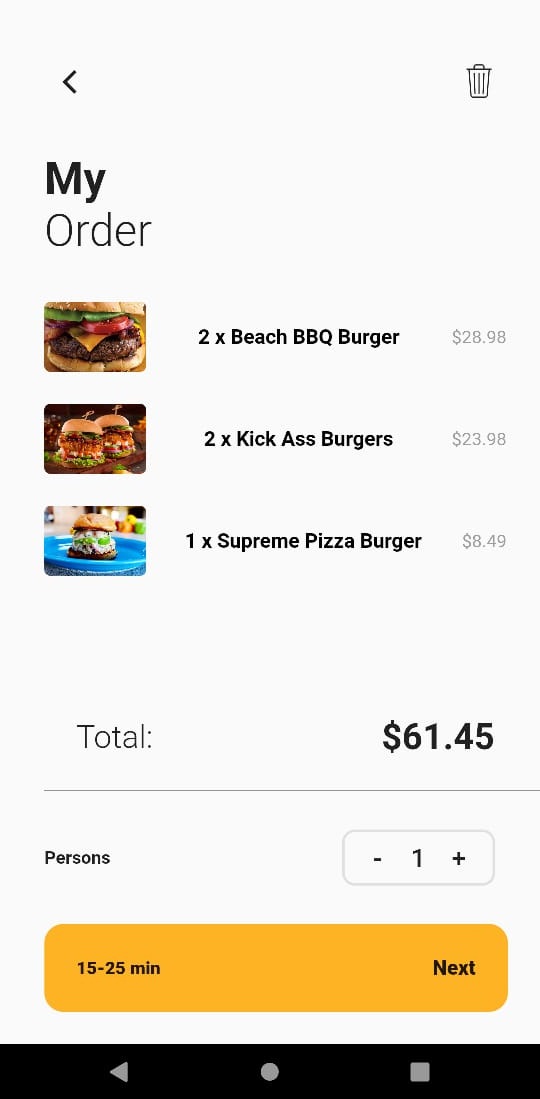 My
Order
2 x Beach BBQ Burger $28.98
2 x Kick Ass Burgers $23.98
1 x Supreme Pizza Burger $8.49
Total: $61.45
Persons - 1 +
15-25 min Next